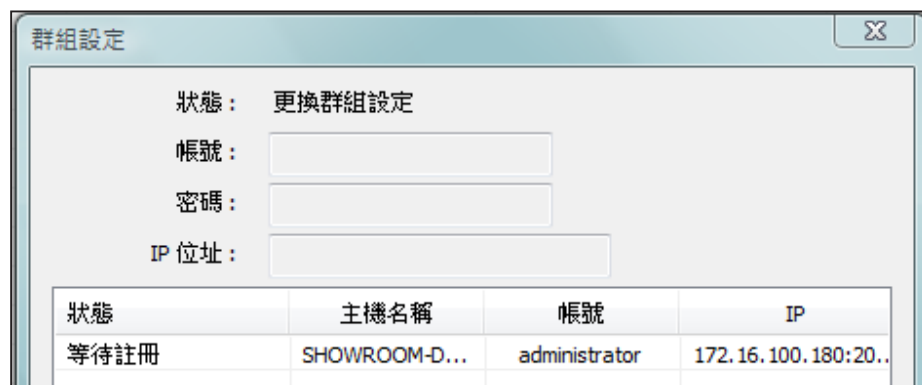 群組設定
狀態： 更換群組設定
帳號：
密碼：
IP 位址：
狀態 主機名稱 帳號 IP
等待註冊 SHOWROOM-D... administrator 172.16.100.180:20..